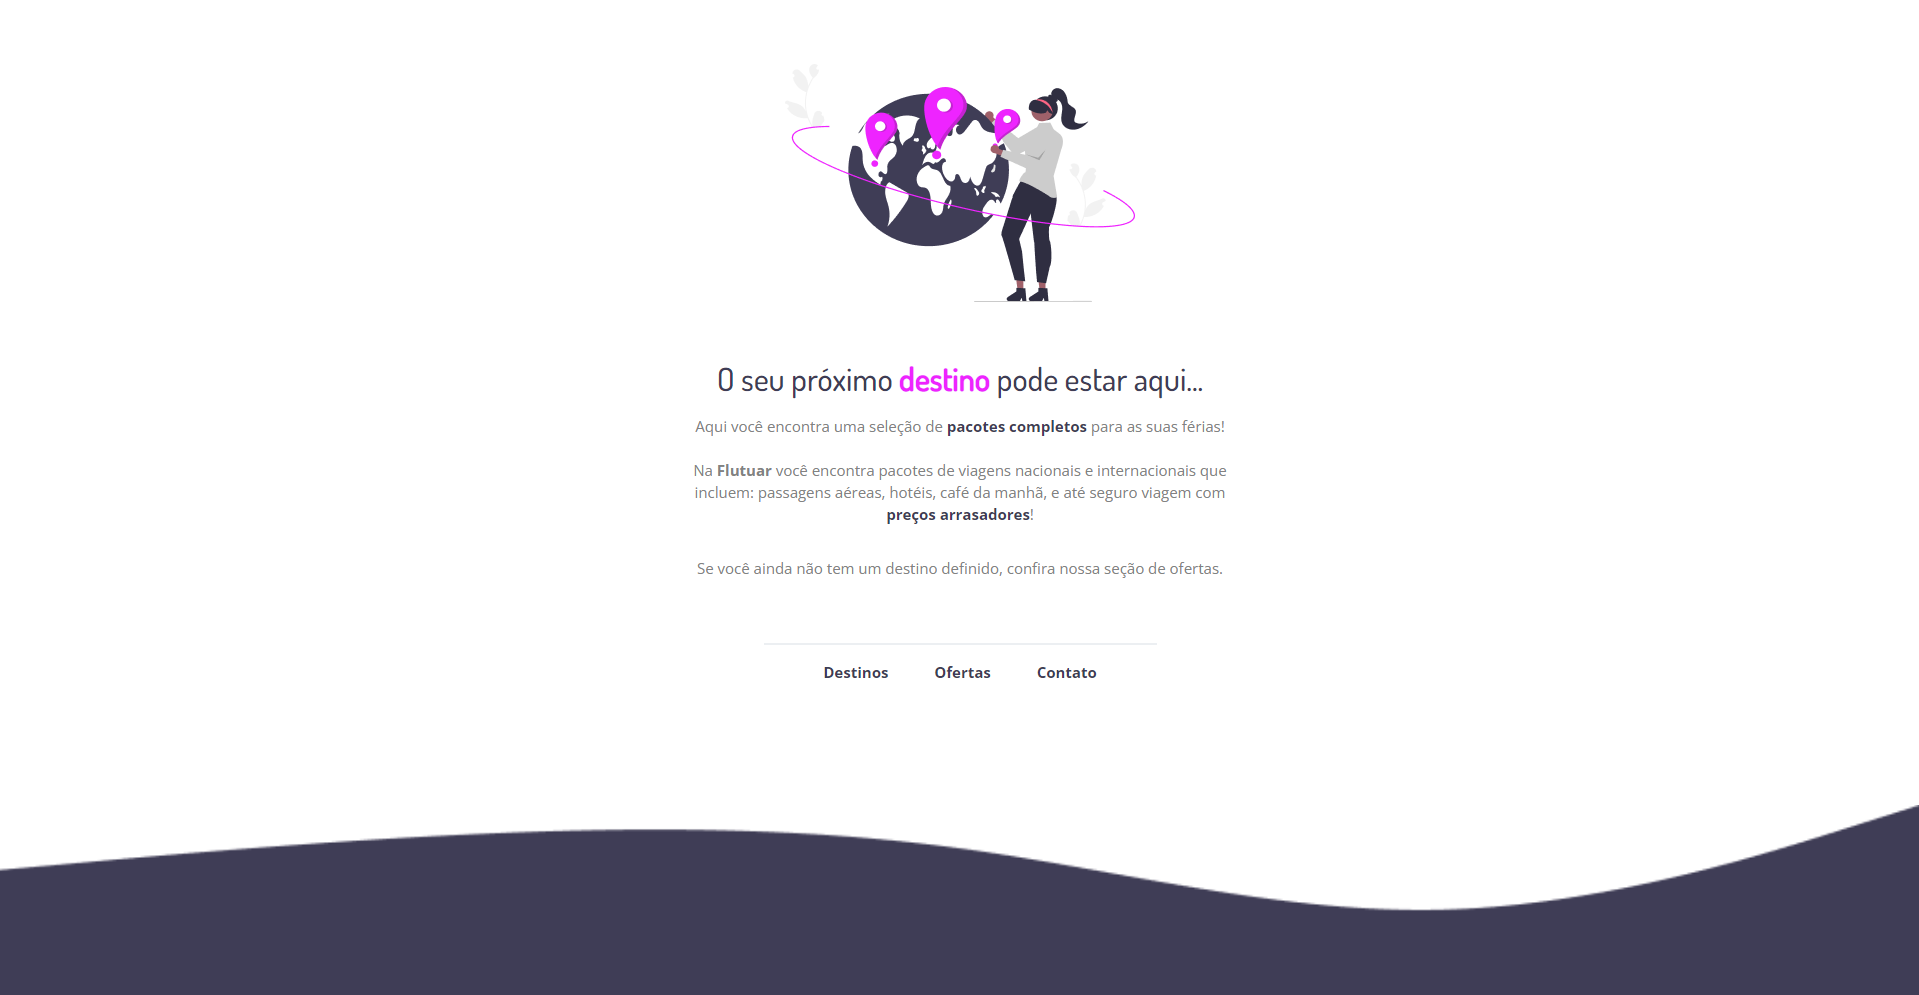 O seu próximo destino pode estar aqui...
Aqui você encontra uma seleção de pacotes completos para as suas férias!
Na Flutuar você encontra pacotes de viagens nacionais e internacionais que
incluem: passagens aéreas, hotéis, café da manhã, e até seguro viagem com
preços arrasadores!
Se você ainda não tem um destino definido, confira nossa seção de ofertas.
Destinos Ofertas Contato